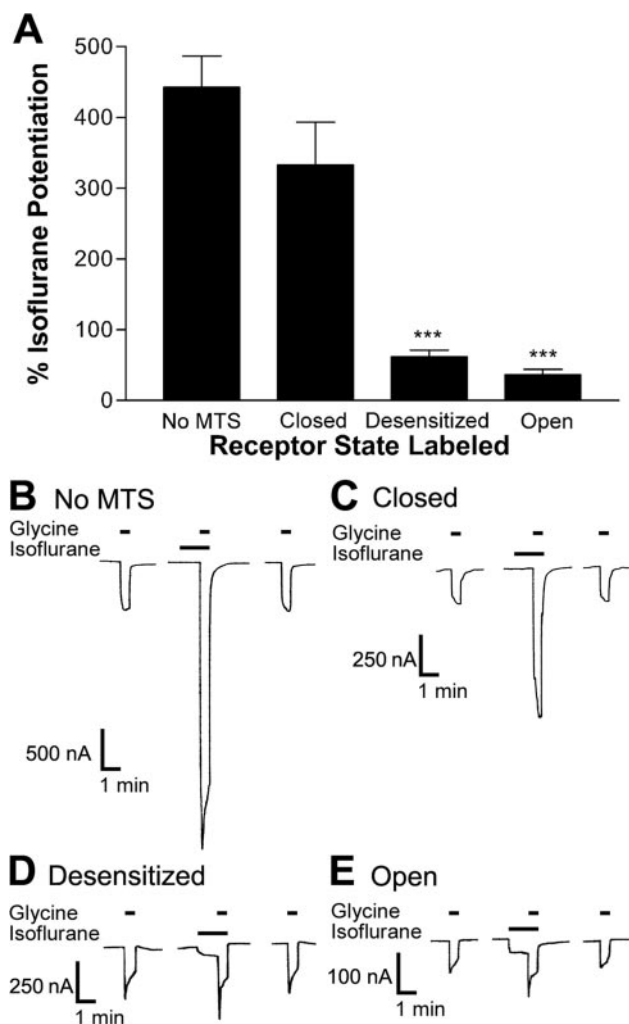 A
500
400
300
200
100
0
% Isoflurane Potentiation
***
***
No MTS Closed Desensitized Open
Receptor State Labeled
B No MTS
Glycine
Isoflurane
500 nA
1 min
C Closed
Glycine
Isoflurane
250 nA
1 min
D Desensitized
Glycine
Isoflurane
250 nA
1 min
E Open
Glycine
Isoflurane
100 nA
1 min